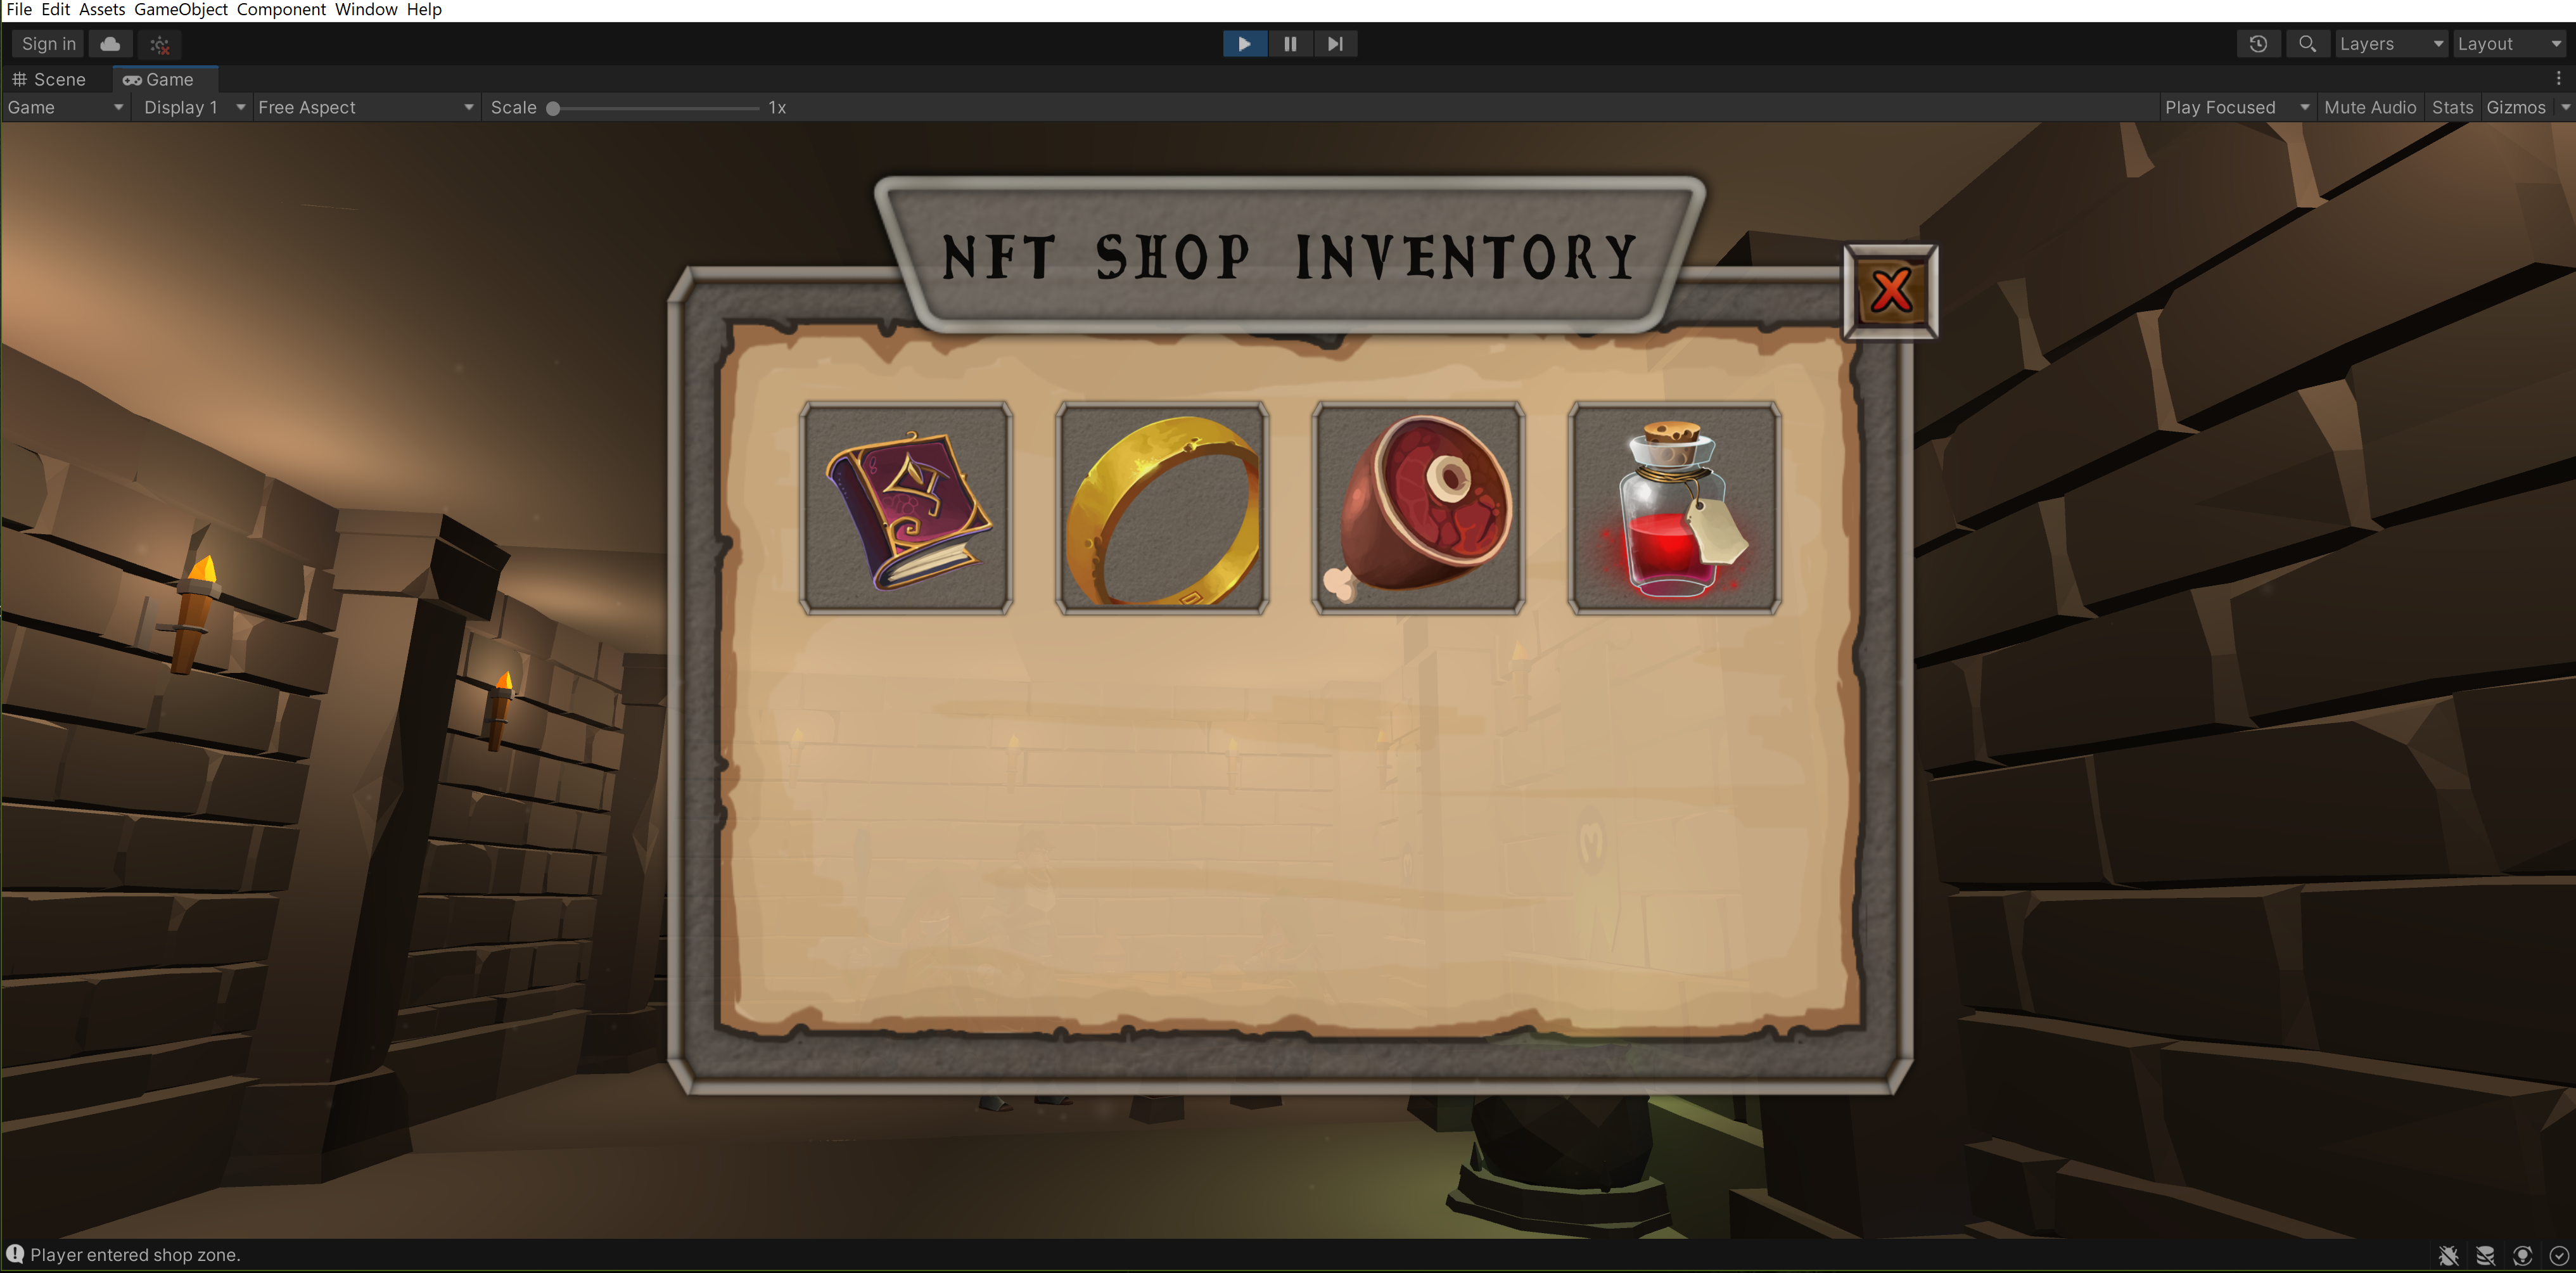 File Edit Assets GameObject Component Window Help
Sign in Layers Layout
Scene Game
Game Display 1 Free Aspect Scale 1x Play Focused Mute Audio Stats Gizmos
NFT SHOP INVENTORY
X
Player entered shop zone.